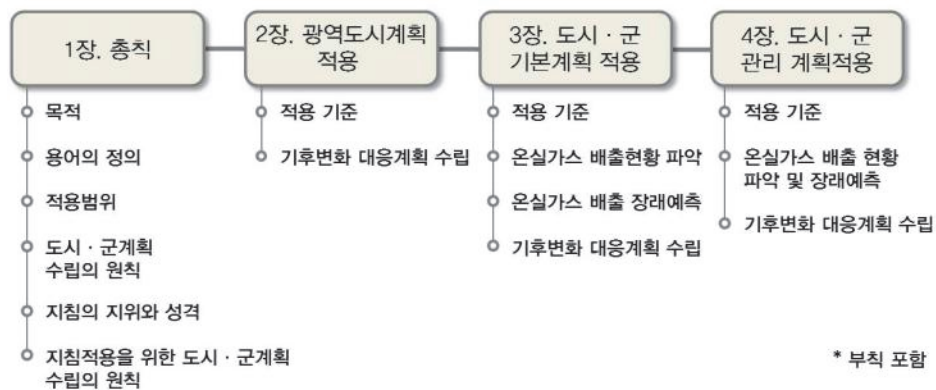 1장. 총칙
목적
용어의 정의
적용범위
도시 · 군계획
수립의 원칙
지침의 지위와 성격
지침적용을 위한 도시 · 군계획
수립의 원칙
2장. 광역도시계획
적용
적용 기준
기후변화 대응계획 수립
3장. 도시 · 군
기본계획 적용
적용 기준
온실가스 배출현황 파악
온실가스 배출 장래예측
기후변화 대응계획 수립
4장. 도시 · 군
관리 계획적용
적용 기준
온실가스 배출 현황
파악 및 장래예측
기후변화 대응계획 수립
* 부칙 포함